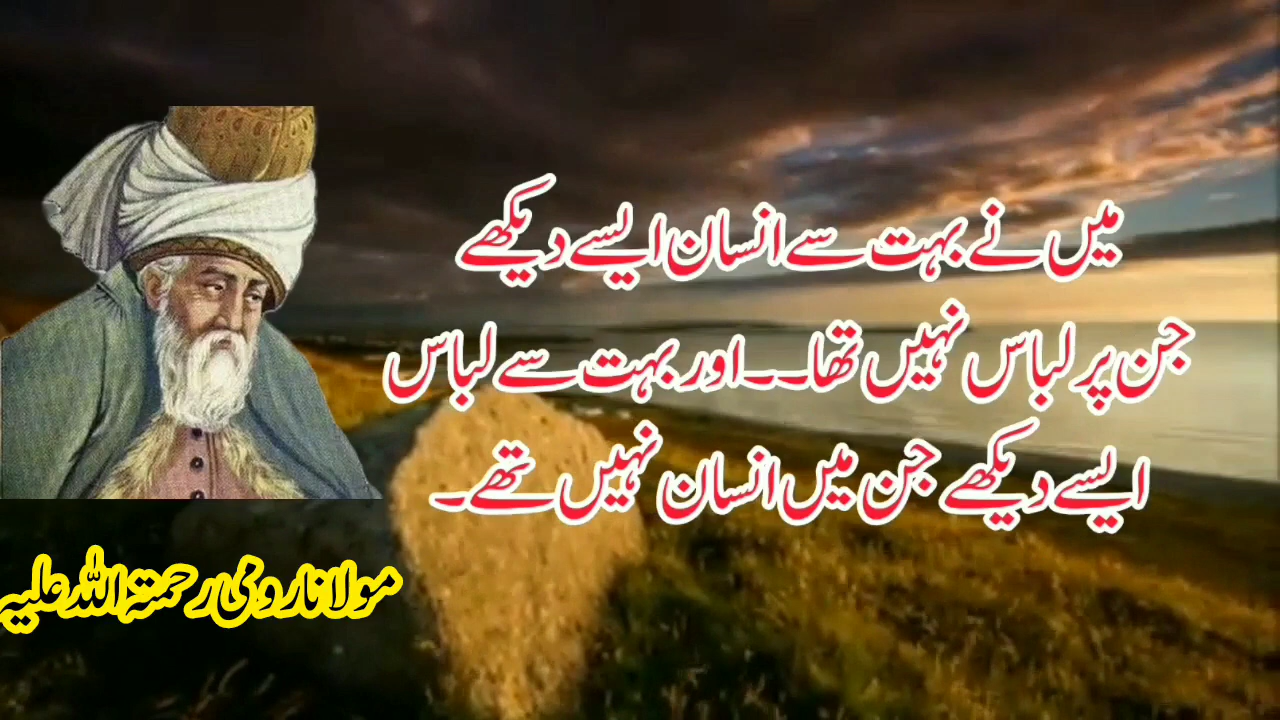 میں نے بہت سے انسان ایسے دیکھے
جن پر لباس نہیں تھا۔۔اور بہت سے لباس
ایسے دیکھے جن میں انسان نہیں تھے۔
مولانا رومی رحمتہ اللہ علیہ